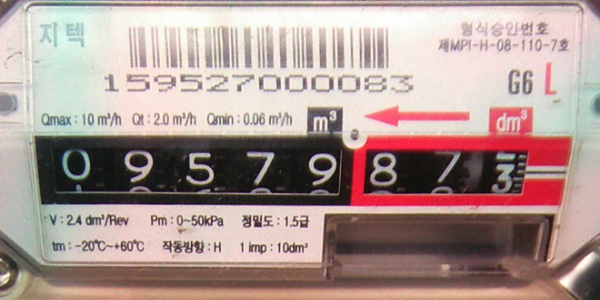 지텍
형식승인번호
제MPI-H-08-110-7호
159527000083
G6 L
Qmax : 10 m³/h Qt : 2.0 m³/h Qmin : 0.06 m³/h m³ dm³
0 9 5 7 9 8 7 3
V : 2.4 dm³/Rev Pm : 0~50kPa 정밀도 : 1.5급
tm : -20℃~+60℃ 작동방향 : H 1 imp : 10dm³